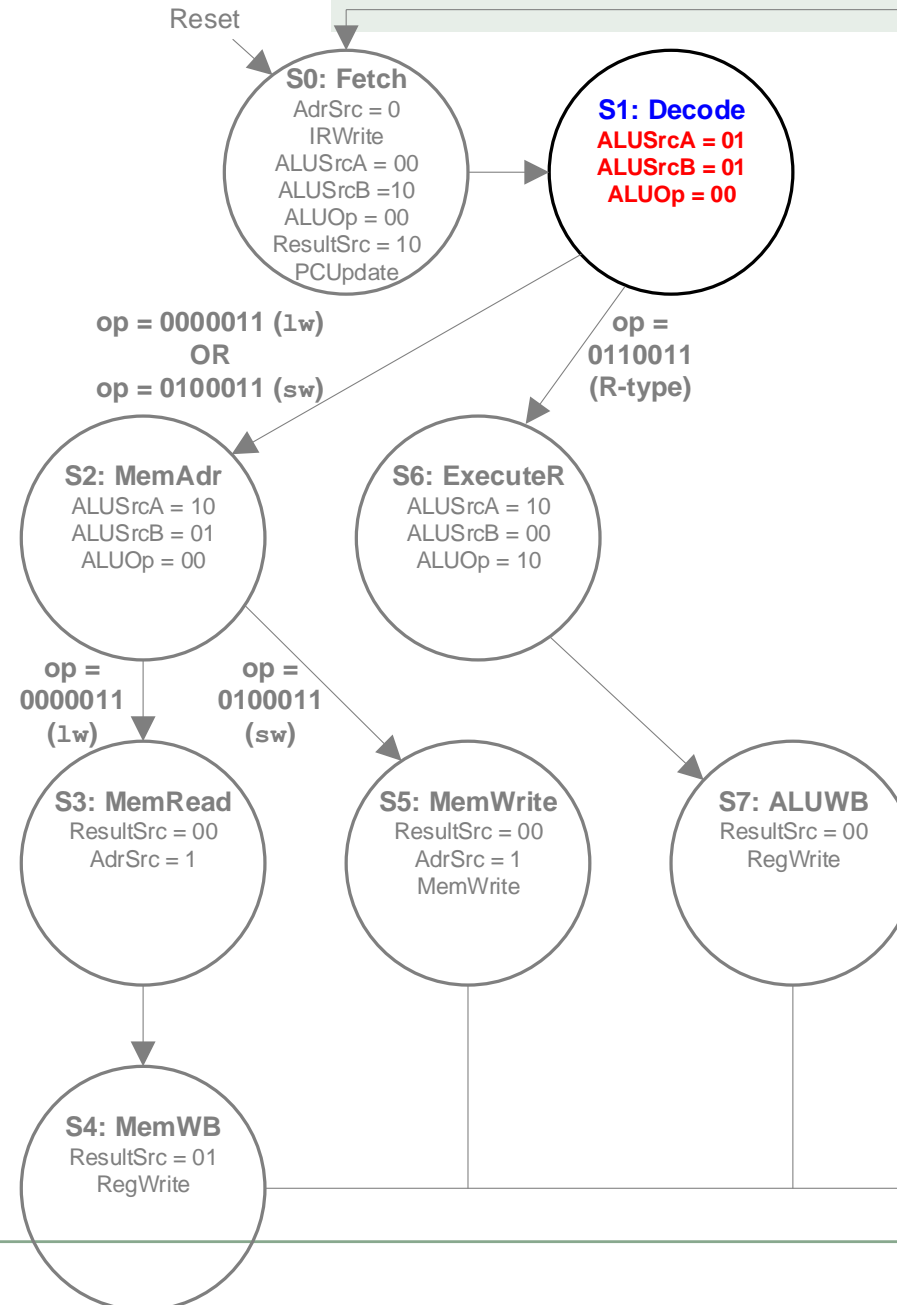 Reset
S0: Fetch
AdrSrc = 0
IRWrite
ALUSrcA = 00
ALUSrcB =10
ALUOp = 00
ResultSrc = 10
PCUpdate
S1: Decode
ALUSrcA = 01
ALUSrcB = 01
ALUOp = 00
op = 0000011 (lw)
OR
op = 0100011 (sw)
op =
0110011
(R-type)
S2: MemAdr
ALUSrcA = 10
ALUSrcB = 01
ALUOp = 00
S6: ExecuteR
ALUSrcA = 10
ALUSrcB = 00
ALUOp = 10
op =
0000011
(lw)
op =
0100011
(sw)
S3: MemRead
ResultSrc = 00
AdrSrc = 1
S5: MemWrite
ResultSrc = 00
AdrSrc = 1
MemWrite
S7: ALUWB
ResultSrc = 00
RegWrite
S4: MemWB
ResultSrc = 01
RegWrite